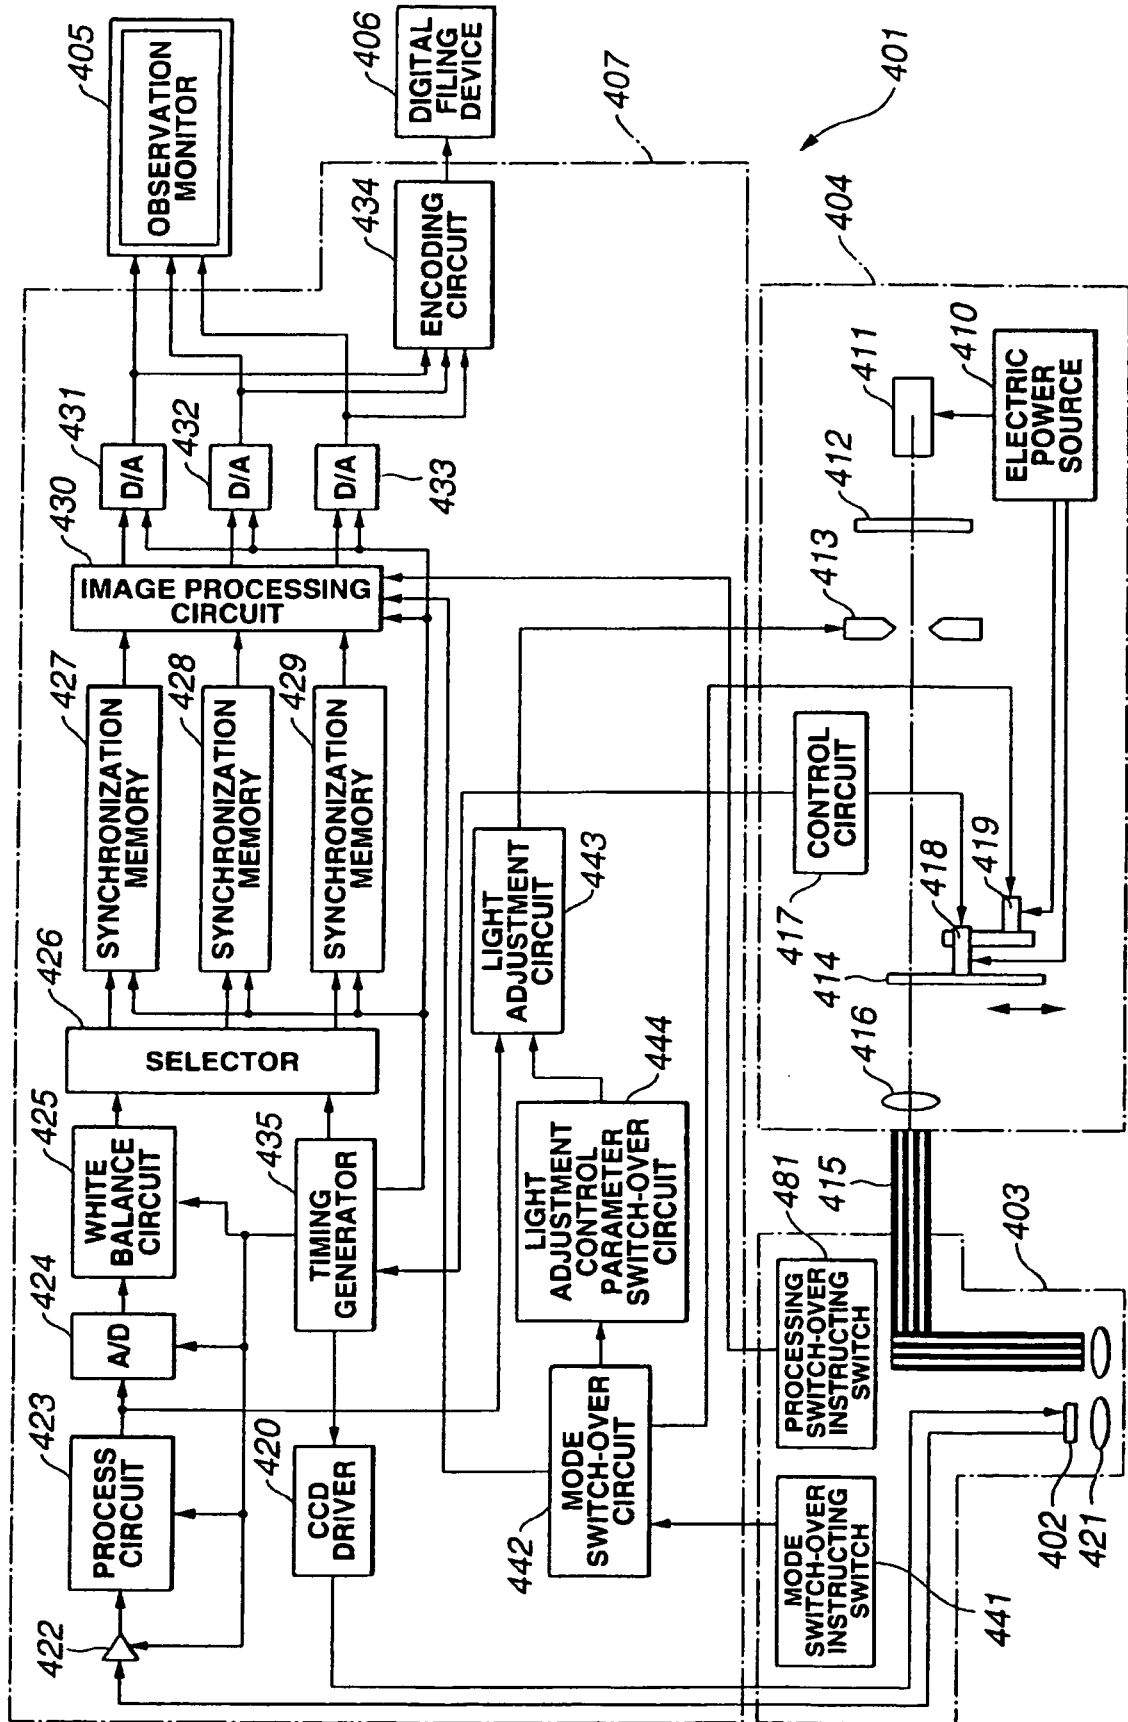 405
OBSERVATION
MONITOR
406
DIGITAL
FILING
DEVICE
407
434
ENCODING
CIRCUIT
431
D/A
432
D/A
433
D/A
430
IMAGE PROCESSING
CIRCUIT
427
SYNCHRONIZATION
MEMORY
428
SYNCHRONIZATION
MEMORY
429
SYNCHRONIZATION
MEMORY
426
SELECTOR
425
WHITE
BALANCE
CIRCUIT
424
A/D
423
PROCESS
CIRCUIT
422
435
TIMING
GENERATOR
420
CCD
DRIVER
443
LIGHT
ADJUSTMENT
CIRCUIT
444
LIGHT
ADJUSTMENT
CONTROL
PARAMETER
SWITCH-OVER
CIRCUIT
442
MODE
SWITCH-OVER
CIRCUIT
401
404
411
410
ELECTRIC
POWER
SOURCE
412
413
417
CONTROL
CIRCUIT
418
419
414
416
415
481
PROCESSING
SWITCH-OVER
INSTRUCTING
SWITCH
403
441
MODE
SWITCH-OVER
INSTRUCTING
SWITCH
402
421